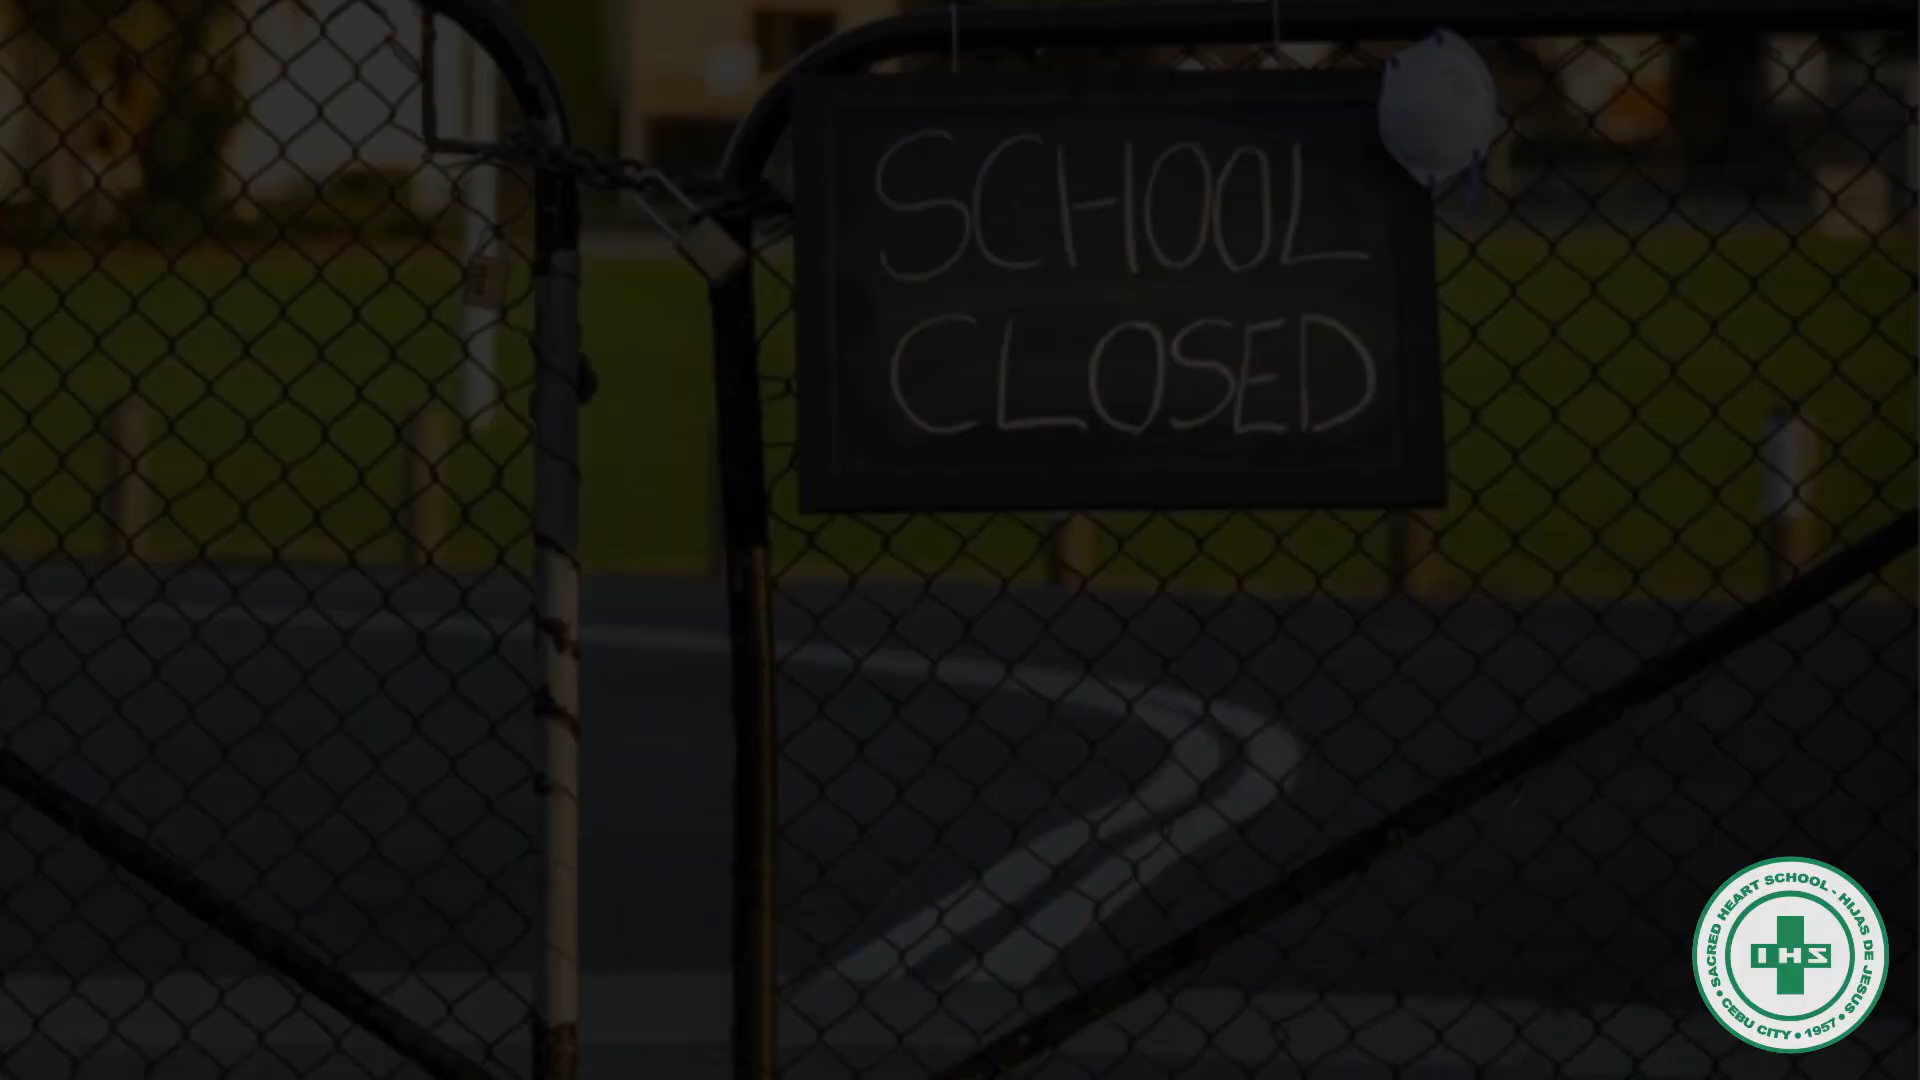 SCHOOL
CLOSED
SACRED HEART SCHOOL - HIJAS DE JESUS
• CEBU CITY • 1957 •
IHS